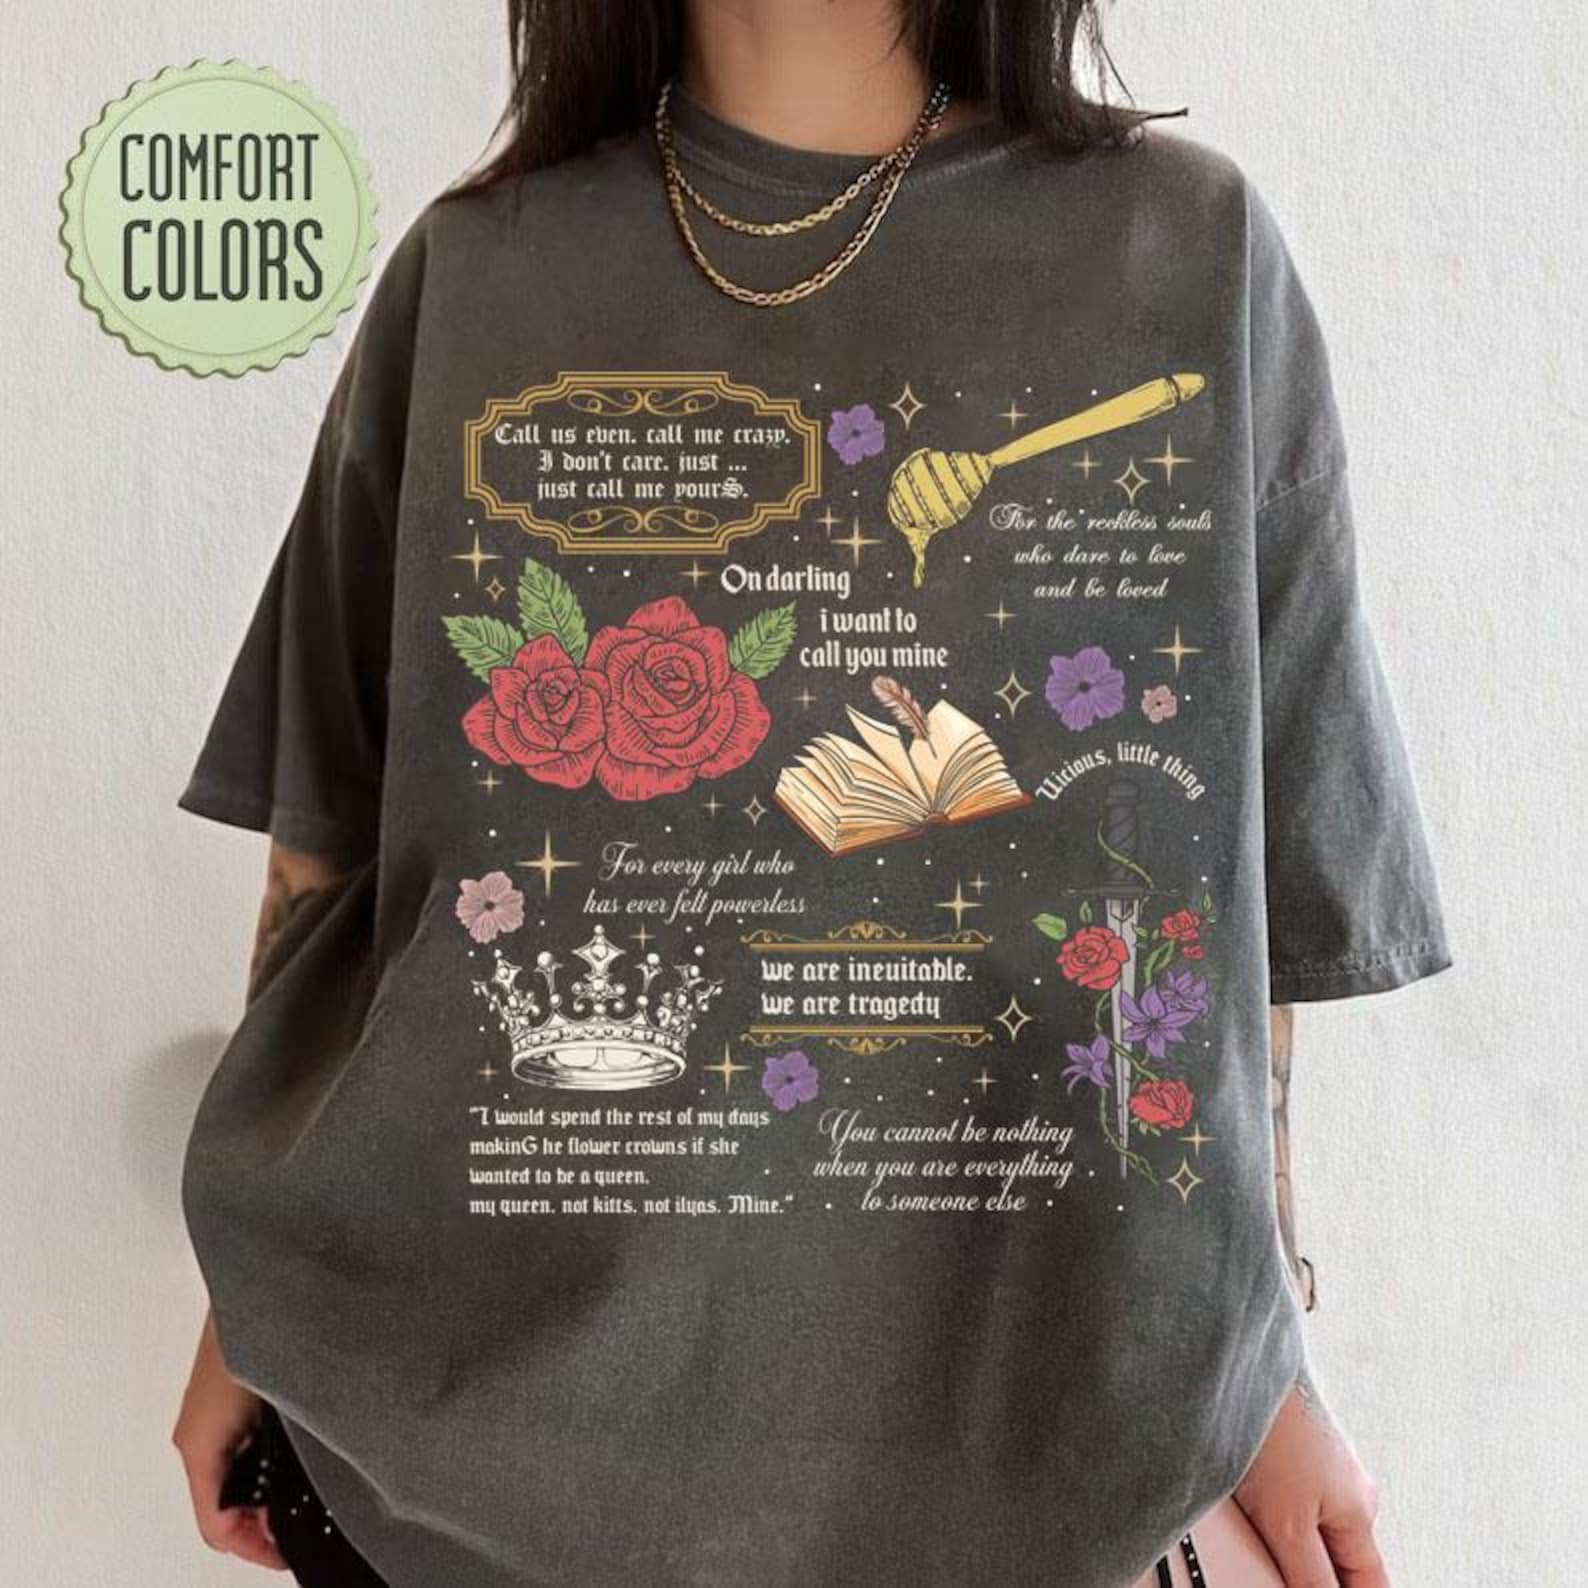 COMFORT
COLORS
Call us even. call me crazy.
I don't care. just ...
just call me yourS.
For the reckless souls
who dare to love
and be loved
On darling
i want to
call you mine
Vicious, little thing
For every girl who
has ever felt powerless
we are inevitable.
we are tragedy
"I would spend the rest of my days
makinG he flower crowns if she
wanted to be a queen.
my queen. not kitts. not ilyas. Mine."
You cannot be nothing
when you are everything
to someone else